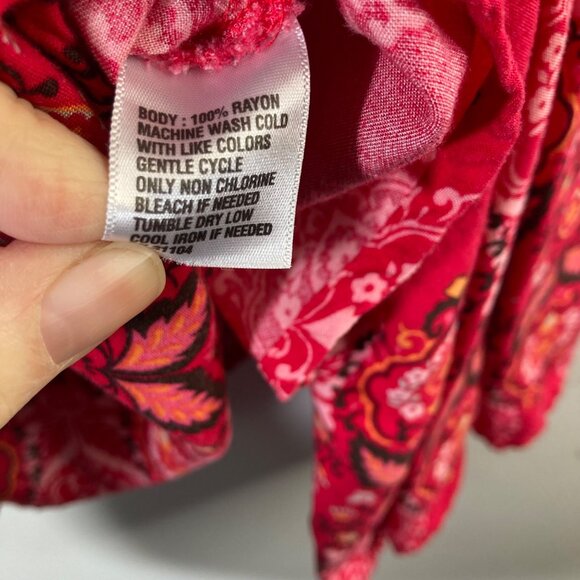 BODY : 100% RAYON
MACHINE WASH COLD
WITH LIKE COLORS
GENTLE CYCLE
ONLY NON CHLORINE
BLEACH IF NEEDED
TUMBLE DRY LOW
COOL IRON IF NEEDED